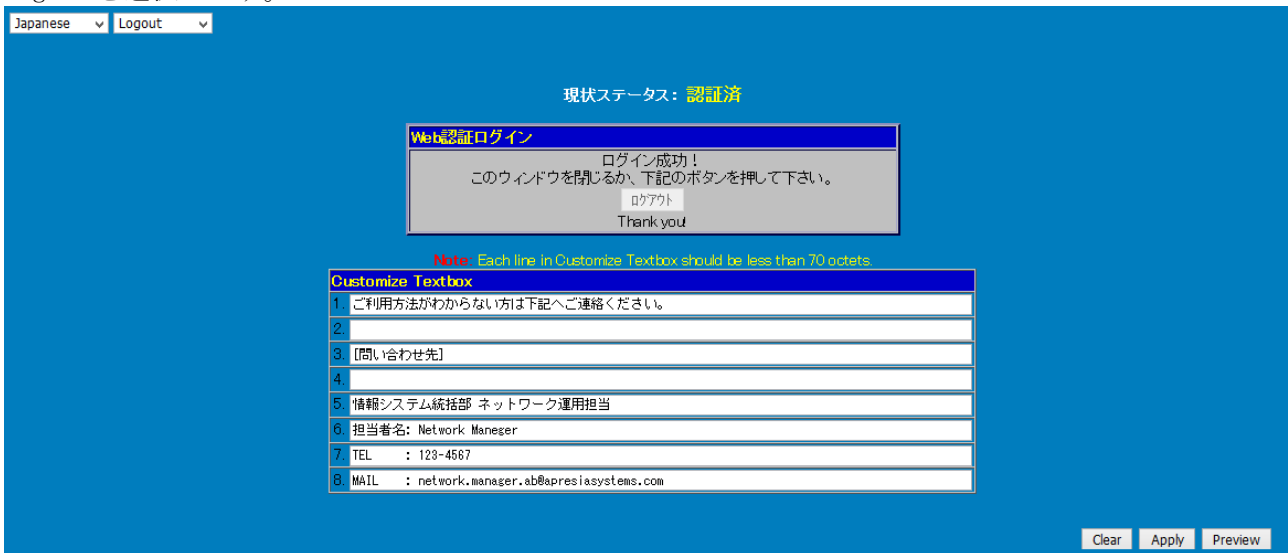 Japanese Logout
現状ステータス: 認証済
Web認証ログイン
ログイン成功!
このウィンドウを閉じるか、下記のボタンを押して下さい。
ログアウト
Thank you!
Note: Each line in Customize Textbox should be less than 70 octets.
Customize Textbox
1. ご利用方法がわからない方は下記へご連絡ください。
2.
3. [問い合わせ先]
4.
5. 情報システム統括部 ネットワーク運用担当
6. 担当者名: Network Maneger
7. TEL : 123-4567
8. MAIL : network.manager.ab@apresiasystems.com
Clear Apply Preview